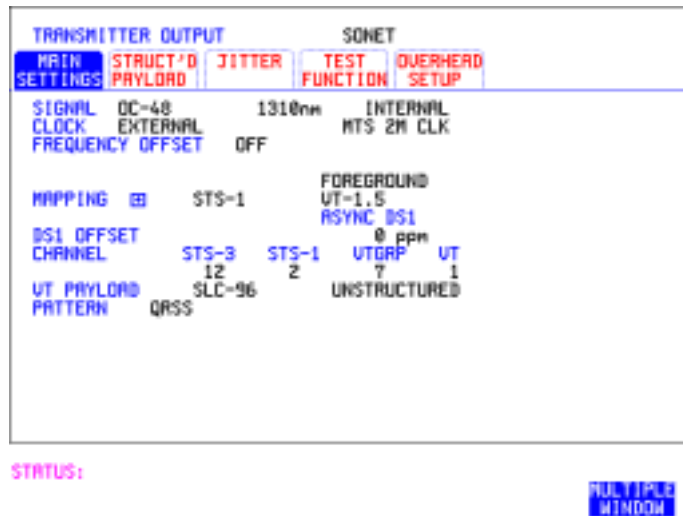 TRANSMITTER OUTPUT SONET
MAIN SETTINGS STRUCT'D PAYLOAD JITTER TEST FUNCTION OVERHEAD SETUP
SIGNAL OC-48 1310nm INTERNAL
CLOCK EXTERNAL MTS 2M CLK
FREQUENCY OFFSET OFF
FOREGROUND
MAPPING STS-1 VT-1.5
ASYNC DS1
DS1 OFFSET 0 ppm
CHANNEL STS-3 STS-1 VTGRP VT
12 2 7 1
VT PAYLOAD SLC-96 UNSTRUCTURED
PATTERN QRSS
STATUS:
MULTIPLE
WINDOW